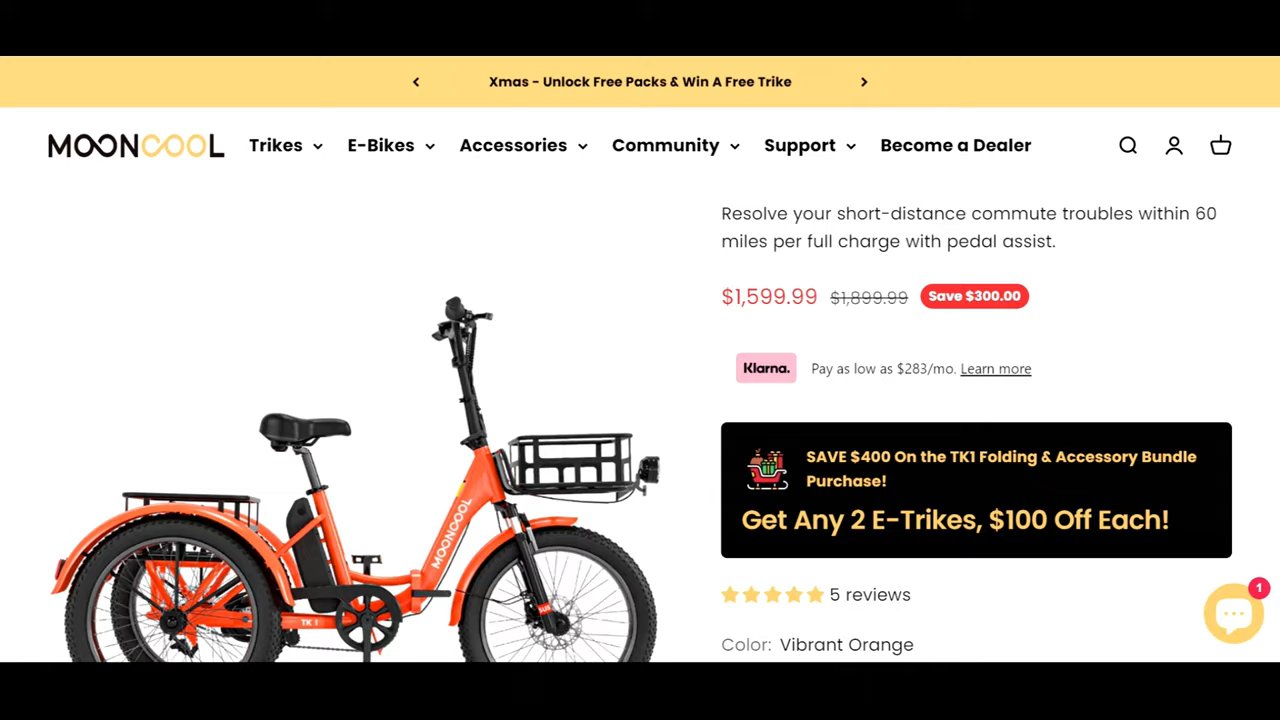 Xmas - Unlock Free Packs & Win A Free Trike
MOONCOOL
Trikes
E-Bikes
Accessories
Community
Support
Become a Dealer
Resolve your short-distance commute troubles within 60
miles per full charge with pedal assist.
$1,599.99 $1,899.99 Save $300.00
Klarna. Pay as low as $283/mo. Learn more
SAVE $400 On the TK1 Folding & Accessory Bundle
Purchase!
Get Any 2 E-Trikes, $100 Off Each!
5 reviews
Color: Vibrant Orange
1
MOONCOOL
TK1